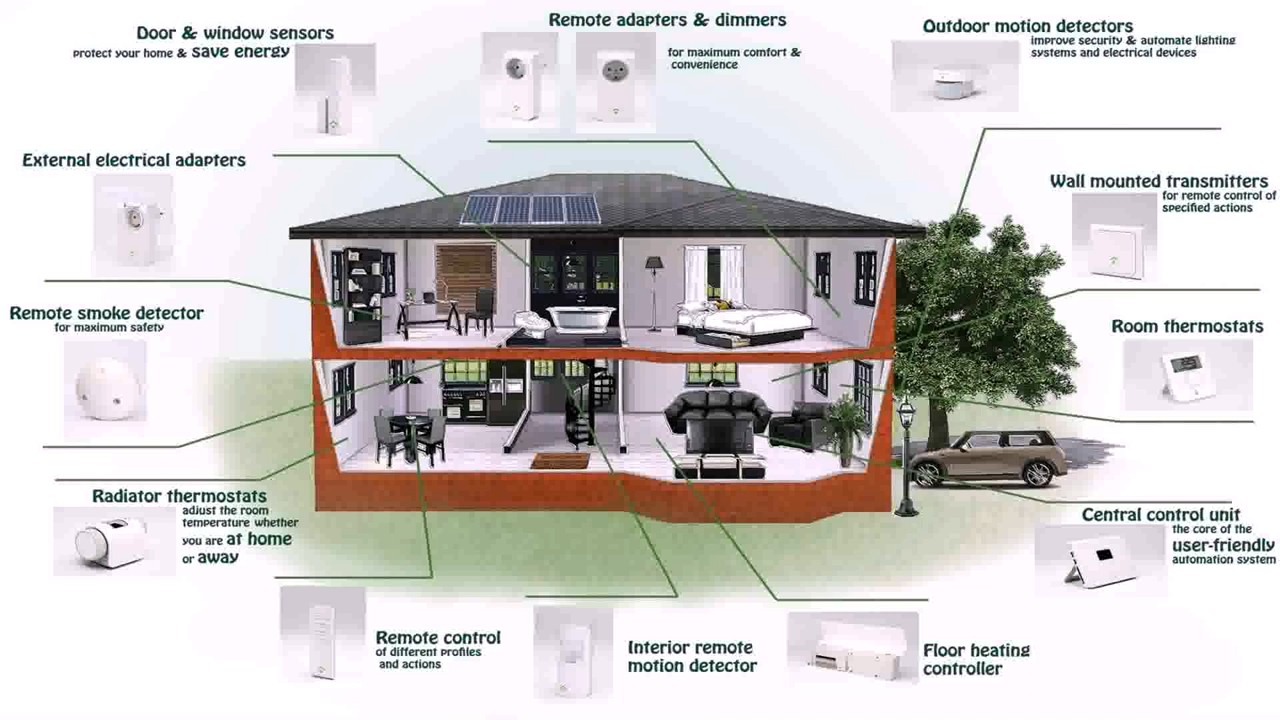 Door & window sensors
protect your home & save energy
Remote adapters & dimmers
for maximum comfort &
convenience
Outdoor motion detectors
improve security & automate lighting
systems and electrical devices
External electrical adapters
Wall mounted transmitters
for remote control of
specified actions
Remote smoke detector
for maximum safety
Room thermostats
Radiator thermostats
adjust the room
temperature whether
you are at home
or away
Central control unit
the core of the
user-friendly
automation system
Remote control
of different profiles
and actions
Interior remote
motion detector
Floor heating
controller